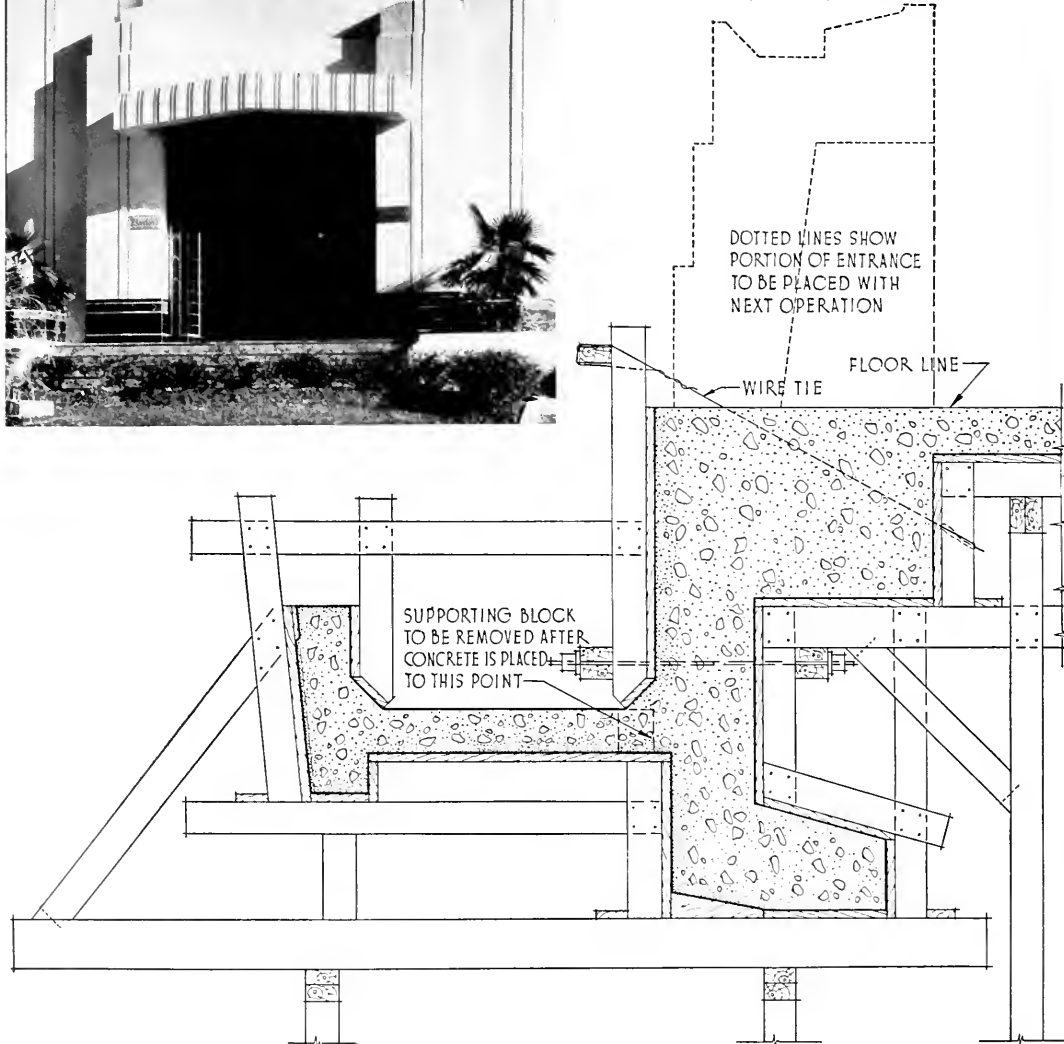 DOTTED LINES SHOW
PORTION OF ENTRANCE
TO BE PLACED WITH
NEXT OPERATION
FLOOR LINE
WIRE TIE
SUPPORTING BLOCK
TO BE REMOVED AFTER
CONCRETE IS PLACED
TO THIS POINT